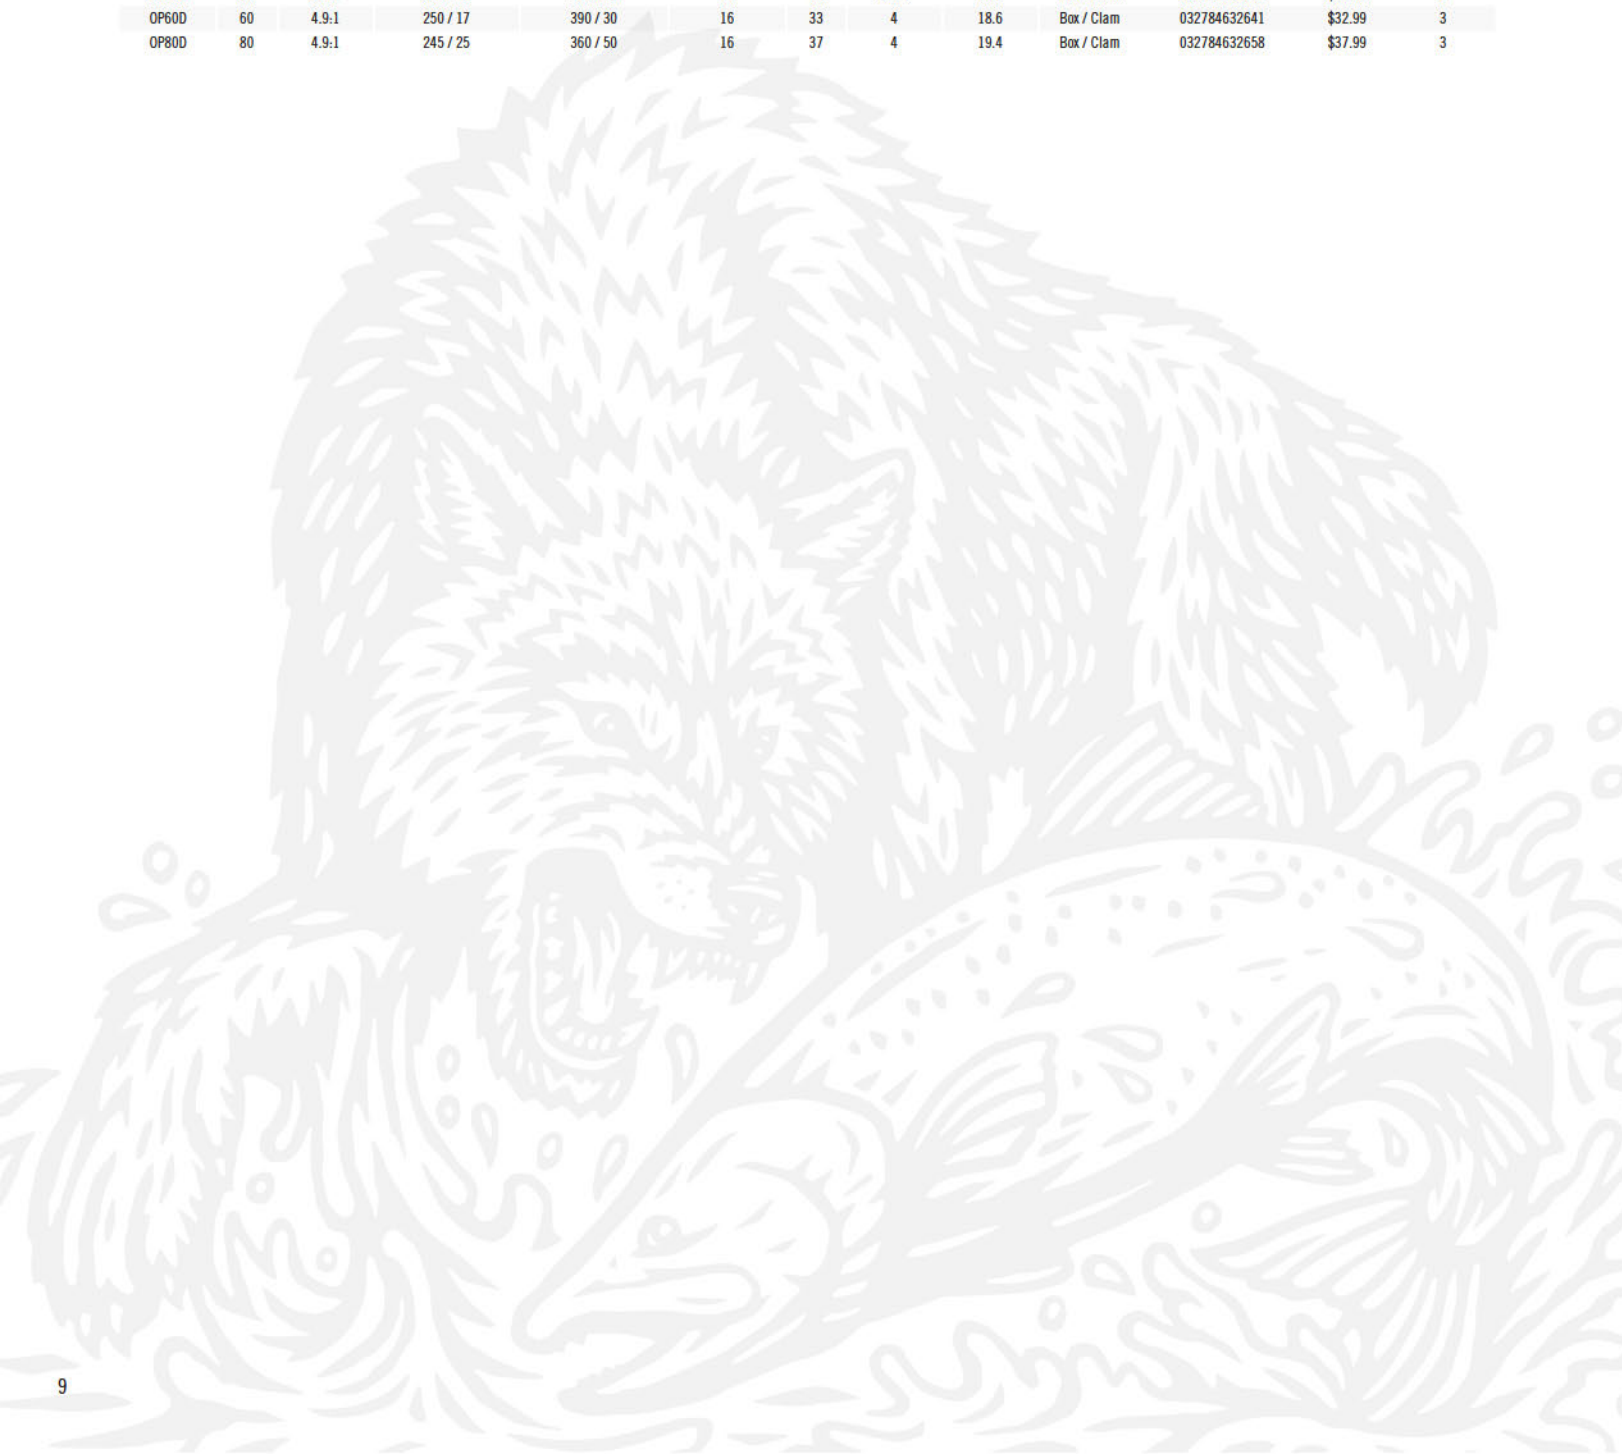 OP60D 60 4.9:1 250 / 17 390 / 30 16 33 4 18.6 Box / Clam 032784632641 $32.99 3
OP80D 80 4.9:1 245 / 25 360 / 50 16 37 4 19.4 Box / Clam 032784632658 $37.99 3
9